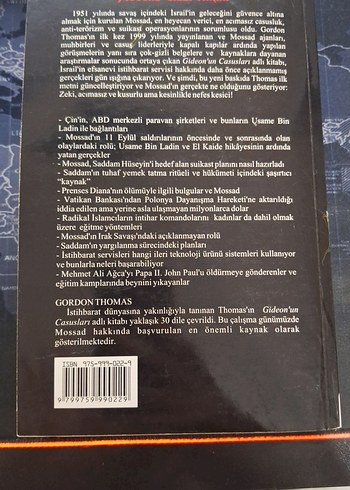 1951 yılında savaş içindeki İsrail'in geleceğini güvence altına
almak için kurulan Mossad, en heyecan verici, en acımasız casusluk,
anti-terörizm ve suikast operasyonlarının sorumlusu oldu. Gordon
Thomas'ın ilk kez 1999 yılında yayınlanan ve Mossad ajanları,
muhbirleri ve casus liderleriyle kapalı kapılar ardında yapılan
görüşmelerin yanı sıra çok-gizli belgelere ve kaynaklara dayanan
araştırmalar sonucunda ortaya çıkan Gideon'un Casusları adlı kitabı,
İsrail'in efsanevi istihbarat servisi hakkında daha önce açıklanmamış
gerçekleri gün ışığına çıkarıyor. Ve şimdi, bu yeni baskıda Thomas ilk
metni güncelleştiriyor ve Mossad'ın gerçekte ne olduğunu gösteriyor:
Zeki, acımasız ve kusurlu ama kesinlikle nefes kesici!
- Çin'in, ABD merkezli paravan şirketleri ve bunların Usame Bin
Ladin ile bağlantıları
- Mossad'ın 11 Eylül saldırılarının öncesinde ve sonrasında olan
olaylardaki rolü; Usame Bin Ladin ve El Kaide hikâyesinin ardında
yatan gerçekler
- Mossad, Saddam Hüseyin'i hedef alan suikast planını nasıl hazırladı
- Saddam'ın tuhaf yemek tatma ritüeli ve hükümeti içindeki şaşırtıcı
"kaynak"
- Prenses Diana'nın ölümüyle ilgili bulgular ve Mossad
- Vatikan Bankası'ndan Polonya Dayanışma Hareketi'ne aktarıldığı
iddia edilen ama yerine asla ulaşmayan milyonlarca dolar
- Radikal İslamcıların intihar komandolarını kadınlar da dahil olmak
üzere eğitme yöntemleri
- Mossad'ın Irak Savaşı'ndaki açıklanmayan rolü
- Saddam'ın yargılanma sürecindeki planları
- İstihbarat servisleri hangi ileri teknoloji ürünü sistemleri kullanıyor
ve bunlarla neleri başarabiliyor
- Mehmet Ali Ağca'yı Papa II. John Paul'u öldürmeye gönderenler ve
eğitim kamplarında beynini yıkayanlar
GORDON THOMAS
İstihbarat dünyasına yakınlığıyla tanınan Thomas'ın Gideon'un
Casusları adlı kitabı yaklaşık 30 dile çevrildi. Bu çalışma günümüzde
Mossad hakkında başvurulan en önemli kaynak olarak
gösterilmektedir.
ISBN 975-999-022-9
9 799759 990229